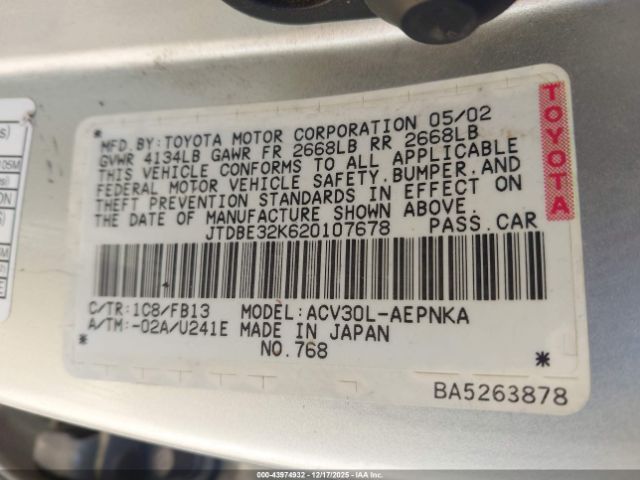 MFD.BY:TOYOTA MOTOR CORPORATION 05/02
GVWR 4134LB GAWR FR 2668LB RR 2668LB
THIS VEHICLE CONFORMS TO ALL APPLICABLE
FEDERAL MOTOR VEHICLE SAFETY,BUMPER,AND
THEFT PREVENTION STANDARDS IN EFFECT ON
THE DATE OF MANUFACTURE SHOWN ABOVE.
JTDBE32K620107678 PASS.CAR
C/TR:1C8/FB13 MODEL:ACV30L-AEPNKA
A/TM:-02A/U241E MADE IN JAPAN
NO.768
* *
BA5263878
TOYOTA
000-43974932 - 12/17/2025 - IAAI.COM